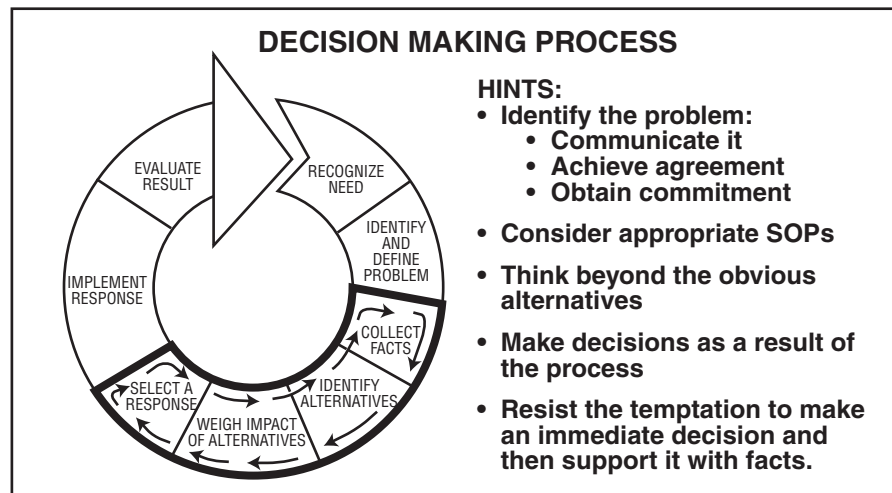 DECISION MAKING PROCESS
RECOGNIZE
NEED
IDENTIFY
AND
DEFINE
PROBLEM
COLLECT
FACTS
IDENTIFY
ALTERNATIVES
WEIGH IMPACT
OF ALTERNATIVES
SELECT A
RESPONSE
IMPLEMENT
RESPONSE
EVALUATE
RESULT
HINTS:
• Identify the problem:
• Communicate it
• Achieve agreement
• Obtain commitment
• Consider appropriate SOPs
• Think beyond the obvious
alternatives
• Make decisions as a result of
the process
• Resist the temptation to make
an immediate decision and
then support it with facts.